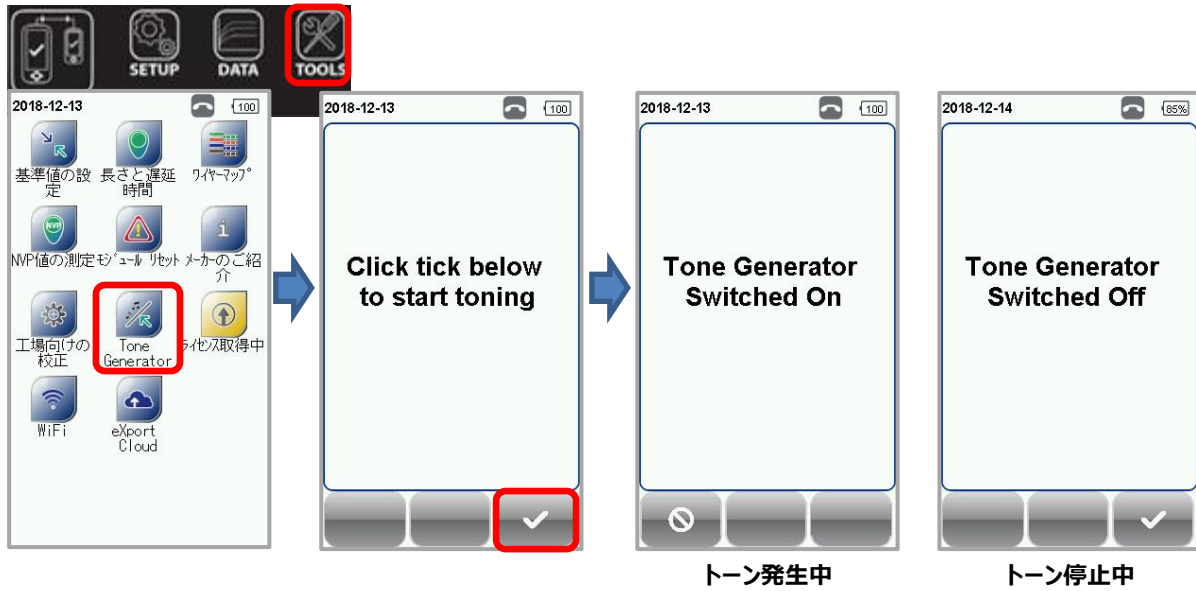 SETUP
DATA
TOOLS
2018-12-13
100
基準値の設
定
長さと遅延
時間
ﾜｲﾔｰﾏｯﾌﾟ
NVP
NVP値の測定
ﾓｼﾞｭｰﾙ ﾘｾｯﾄ
i
ﾒｰｶｰのご紹
介
工場向けの
校正
Tone
Generator
ﾗｲｾﾝｽ取得中
WiFi
eXport
Cloud
2018-12-13
100
Click tick below
to start toning
2018-12-13
100
Tone Generator
Switched On
トーン発生中
2018-12-14
85%
Tone Generator
Switched Off
トーン停止中